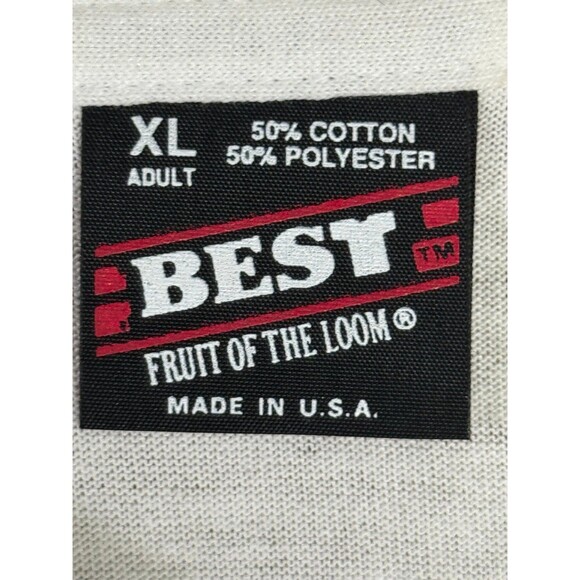 XL
ADULT
50% COTTON
50% POLYESTER
BEST
TM
FRUIT OF THE LOOM®
MADE IN U.S.A.